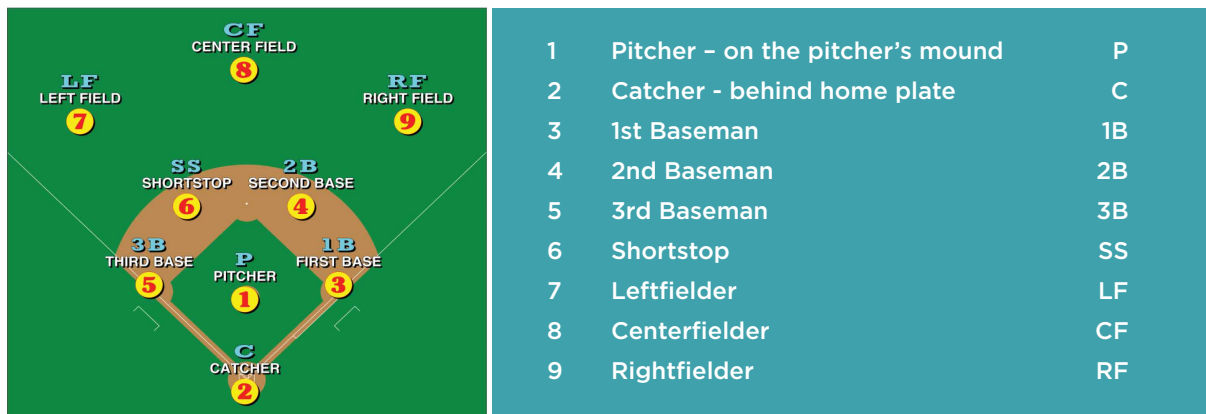 CF
CENTER FIELD
8
LF
LEFT FIELD
7
RF
RIGHT FIELD
9
SS
SHORTSTOP
6
2B
SECOND BASE
4
3B
THIRD BASE
5
P
PITCHER
1
1B
FIRST BASE
3
C
CATCHER
2
1 Pitcher – on the pitcher's mound P
2 Catcher - behind home plate C
3 1st Baseman 1B
4 2nd Baseman 2B
5 3rd Baseman 3B
6 Shortstop SS
7 Leftfielder LF
8 Centerfielder CF
9 Rightfielder RF